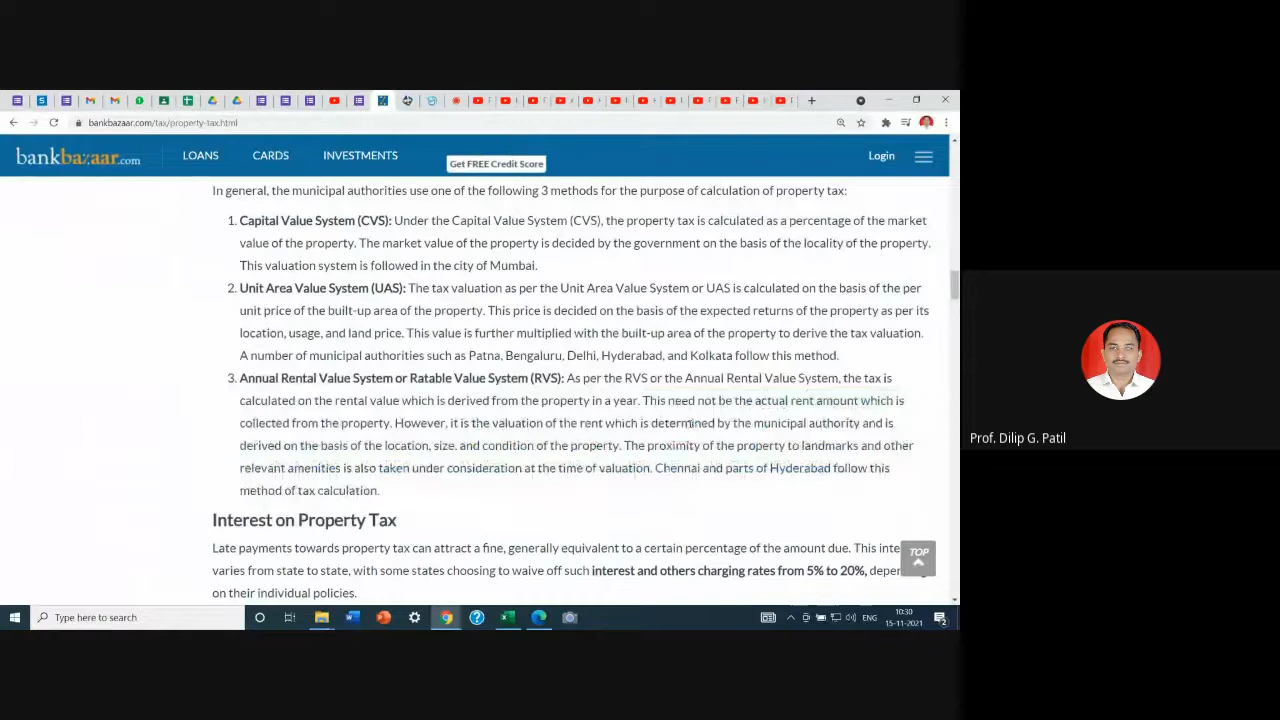 bankbazaar.com/tax/property-tax.html
bankbazaar.com LOANS CARDS INVESTMENTS Get FREE Credit Score Login
In general, the municipal authorities use one of the following 3 methods for the purpose of calculation of property tax:
1. Capital Value System (CVS): Under the Capital Value System (CVS), the property tax is calculated as a percentage of the market
value of the property. The market value of the property is decided by the government on the basis of the locality of the property.
This valuation system is followed in the city of Mumbai.
2. Unit Area Value System (UAS): The tax valuation as per the Unit Area Value System or UAS is calculated on the basis of the per
unit price of the built-up area of the property. This price is decided on the basis of the expected returns of the property as per its
location, usage, and land price. This value is further multiplied with the built-up area of the property to derive the tax valuation.
A number of municipal authorities such as Patna, Bengaluru, Delhi, Hyderabad, and Kolkata follow this method.
3. Annual Rental Value System or Ratable Value System (RVS): As per the RVS or the Annual Rental Value System, the tax is
calculated on the rental value which is derived from the property in a year. This need not be the actual rent amount which is
collected from the property. However, it is the valuation of the rent which is determined by the municipal authority and is
derived on the basis of the location, size, and condition of the property. The proximity of the property to landmarks and other
relevant amenities is also taken under consideration at the time of valuation. Chennai and parts of Hyderabad follow this
method of tax calculation.
Interest on Property Tax
Late payments towards property tax can attract a fine, generally equivalent to a certain percentage of the amount due. This inte
varies from state to state, with some states choosing to waive off such interest and others charging rates from 5% to 20%, depe
on their individual policies.
TOP
Prof. Dilip G. Patil
Type here to search
ENG
10:30
15-11-2021
2